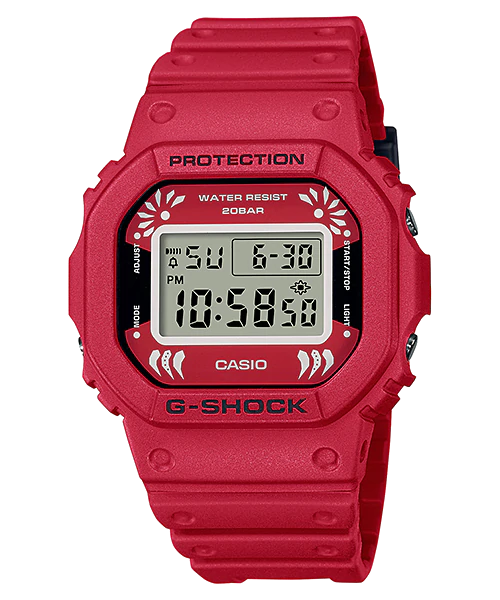 PROTECTION
WATER RESIST
20BAR
ADJUST
START/STOP
SU 6-30
PM
10:58 50
MODE
LIGHT
CASIO
G-SHOCK